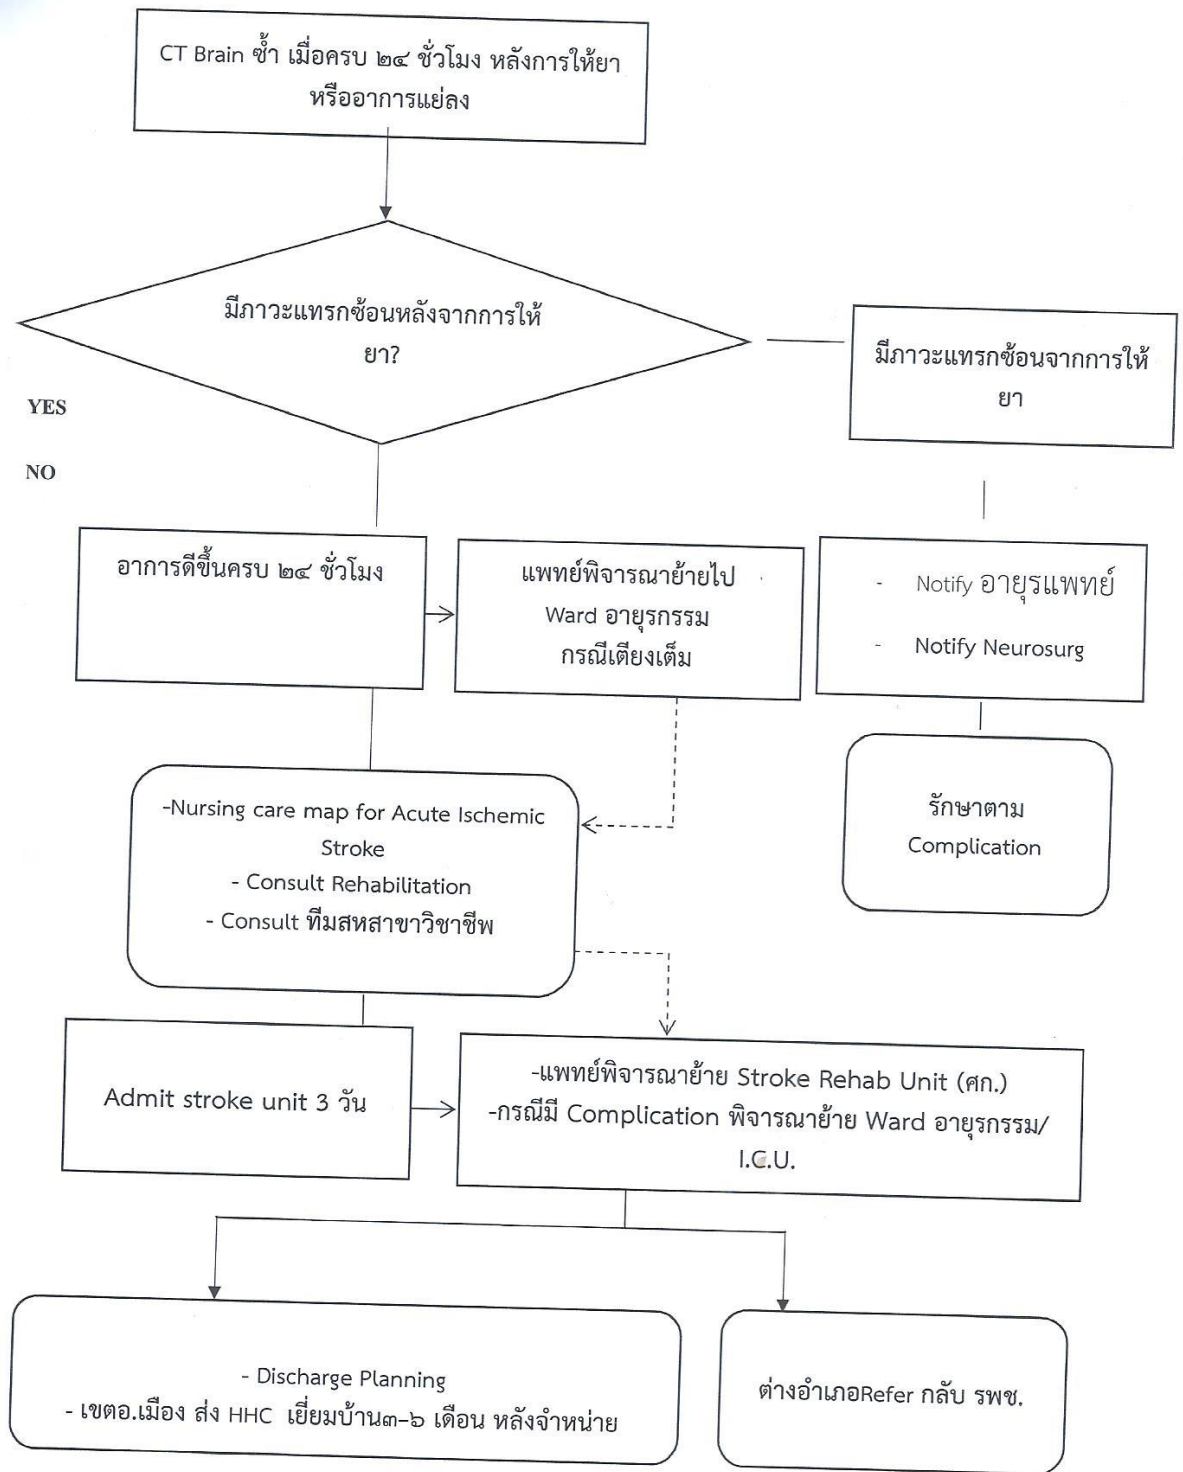 CT Brain ซ้ำ เมื่อครบ ๒๔ ชั่วโมง หลังการให้ยา
หรืออาการแย่ลง
มีภาวะแทรกซ้อนหลังจากการให้
ยา?
มีภาวะแทรกซ้อนจากการให้
ยา
YES
NO
อาการดีขึ้นครบ ๒๔ ชั่วโมง
แพทย์พิจารณาย้ายไป
Ward อายุรกรรม
กรณีเตียงเต็ม
- Notify อายุรแพทย์
- Notify Neurosurg
-Nursing care map for Acute Ischemic
Stroke
- Consult Rehabilitation
- Consult ทีมสหสาขาวิชาชีพ
รักษาตาม
Complication
Admit stroke unit 3 วัน
-แพทย์พิจารณาย้าย Stroke Rehab Unit (ศก.)
-กรณีมี Complication พิจารณาย้าย Ward อายุรกรรม/
I.C.U.
- Discharge Planning
- เขตอ.เมือง ส่ง HHC เยี่ยมบ้าน๓-๖ เดือน หลังจำหน่าย
ต่างอำเภอRefer กลับ รพช.